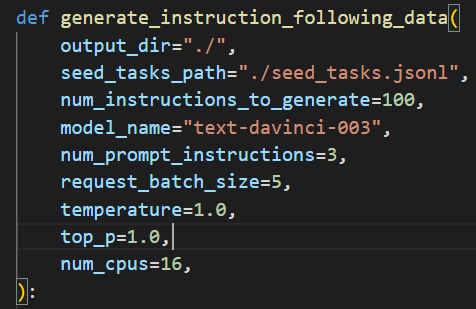 def generate_instruction_following_data(
    output_dir="./",
    seed_tasks_path="./seed_tasks.jsonl",
    num_instructions_to_generate=100,
    model_name="text-davinci-003",
    num_prompt_instructions=3,
    request_batch_size=5,
    temperature=1.0,
    top_p=1.0,
    num_cpus=16,
):